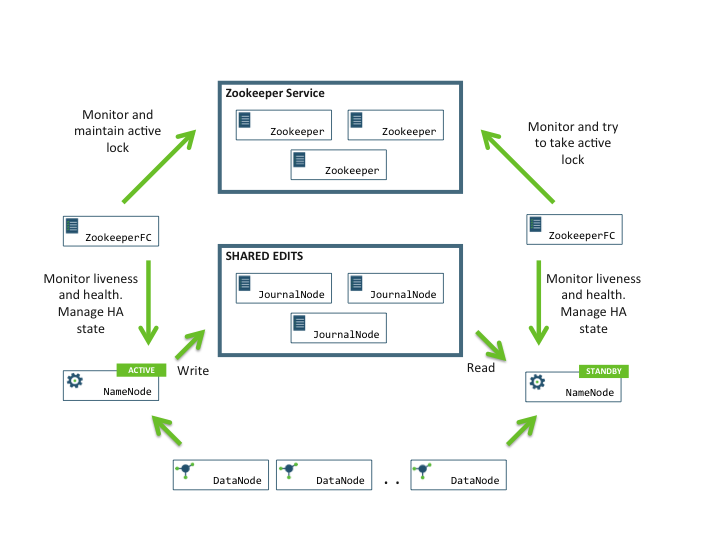 Zookeeper Service
Zookeeper
Zookeeper
Zookeeper
Monitor and
maintain active
lock
Monitor and try
to take active
lock
ZookeeperFC
ZookeeperFC
SHARED EDITS
JournalNode
JournalNode
JournalNode
Monitor liveness
and health.
Manage HA
state
Monitor liveness
and health.
Manage HA
state
Write
Read
ACTIVE
NameNode
STANDBY
NameNode
DataNode
DataNode
. .
DataNode